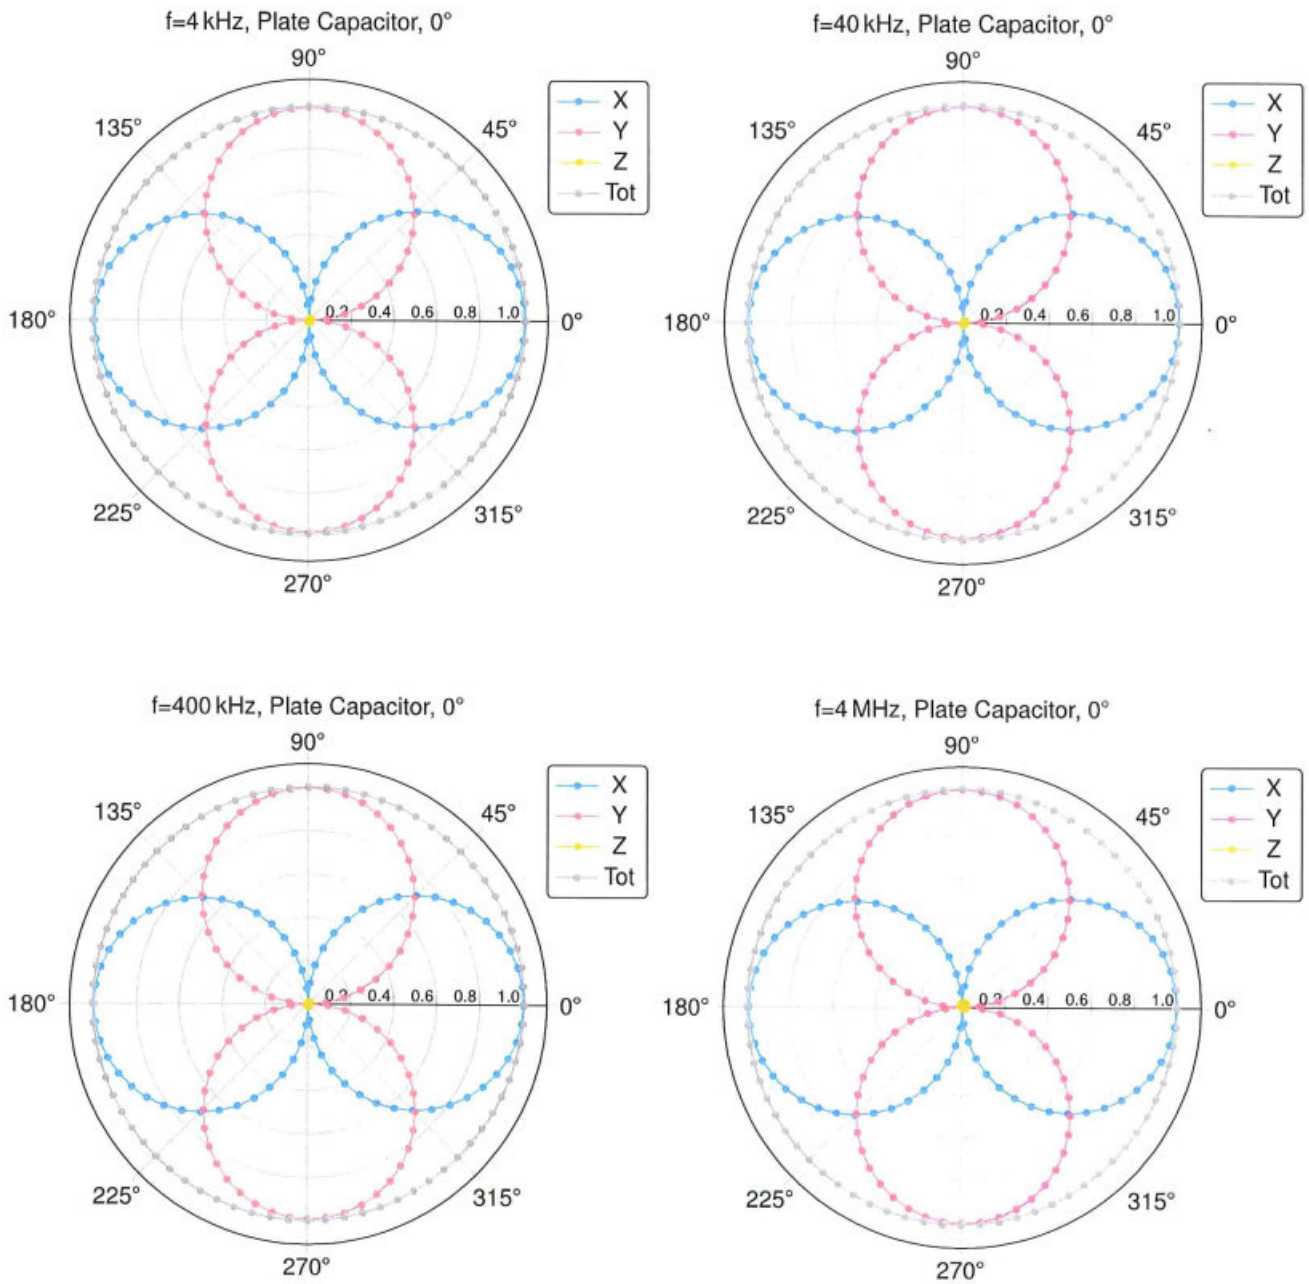 f=4 kHz, Plate Capacitor, 0°
90°
135°
45°
X
Y
Z
Tot
180°
0.2 0.4 0.6 0.8 1.0
0°
225°
315°
270°
f=40 kHz, Plate Capacitor, 0°
90°
135°
45°
X
Y
Z
Tot
180°
0.2 0.4 0.6 0.8 1.0
0°
225°
315°
270°
f=400 kHz, Plate Capacitor, 0°
90°
135°
45°
X
Y
Z
Tot
180°
0.2 0.4 0.6 0.8 1.0
0°
225°
315°
270°
f=4 MHz, Plate Capacitor, 0°
90°
135°
45°
X
Y
Z
Tot
180°
0.2 0.4 0.6 0.8 1.0
0°
225°
315°
270°